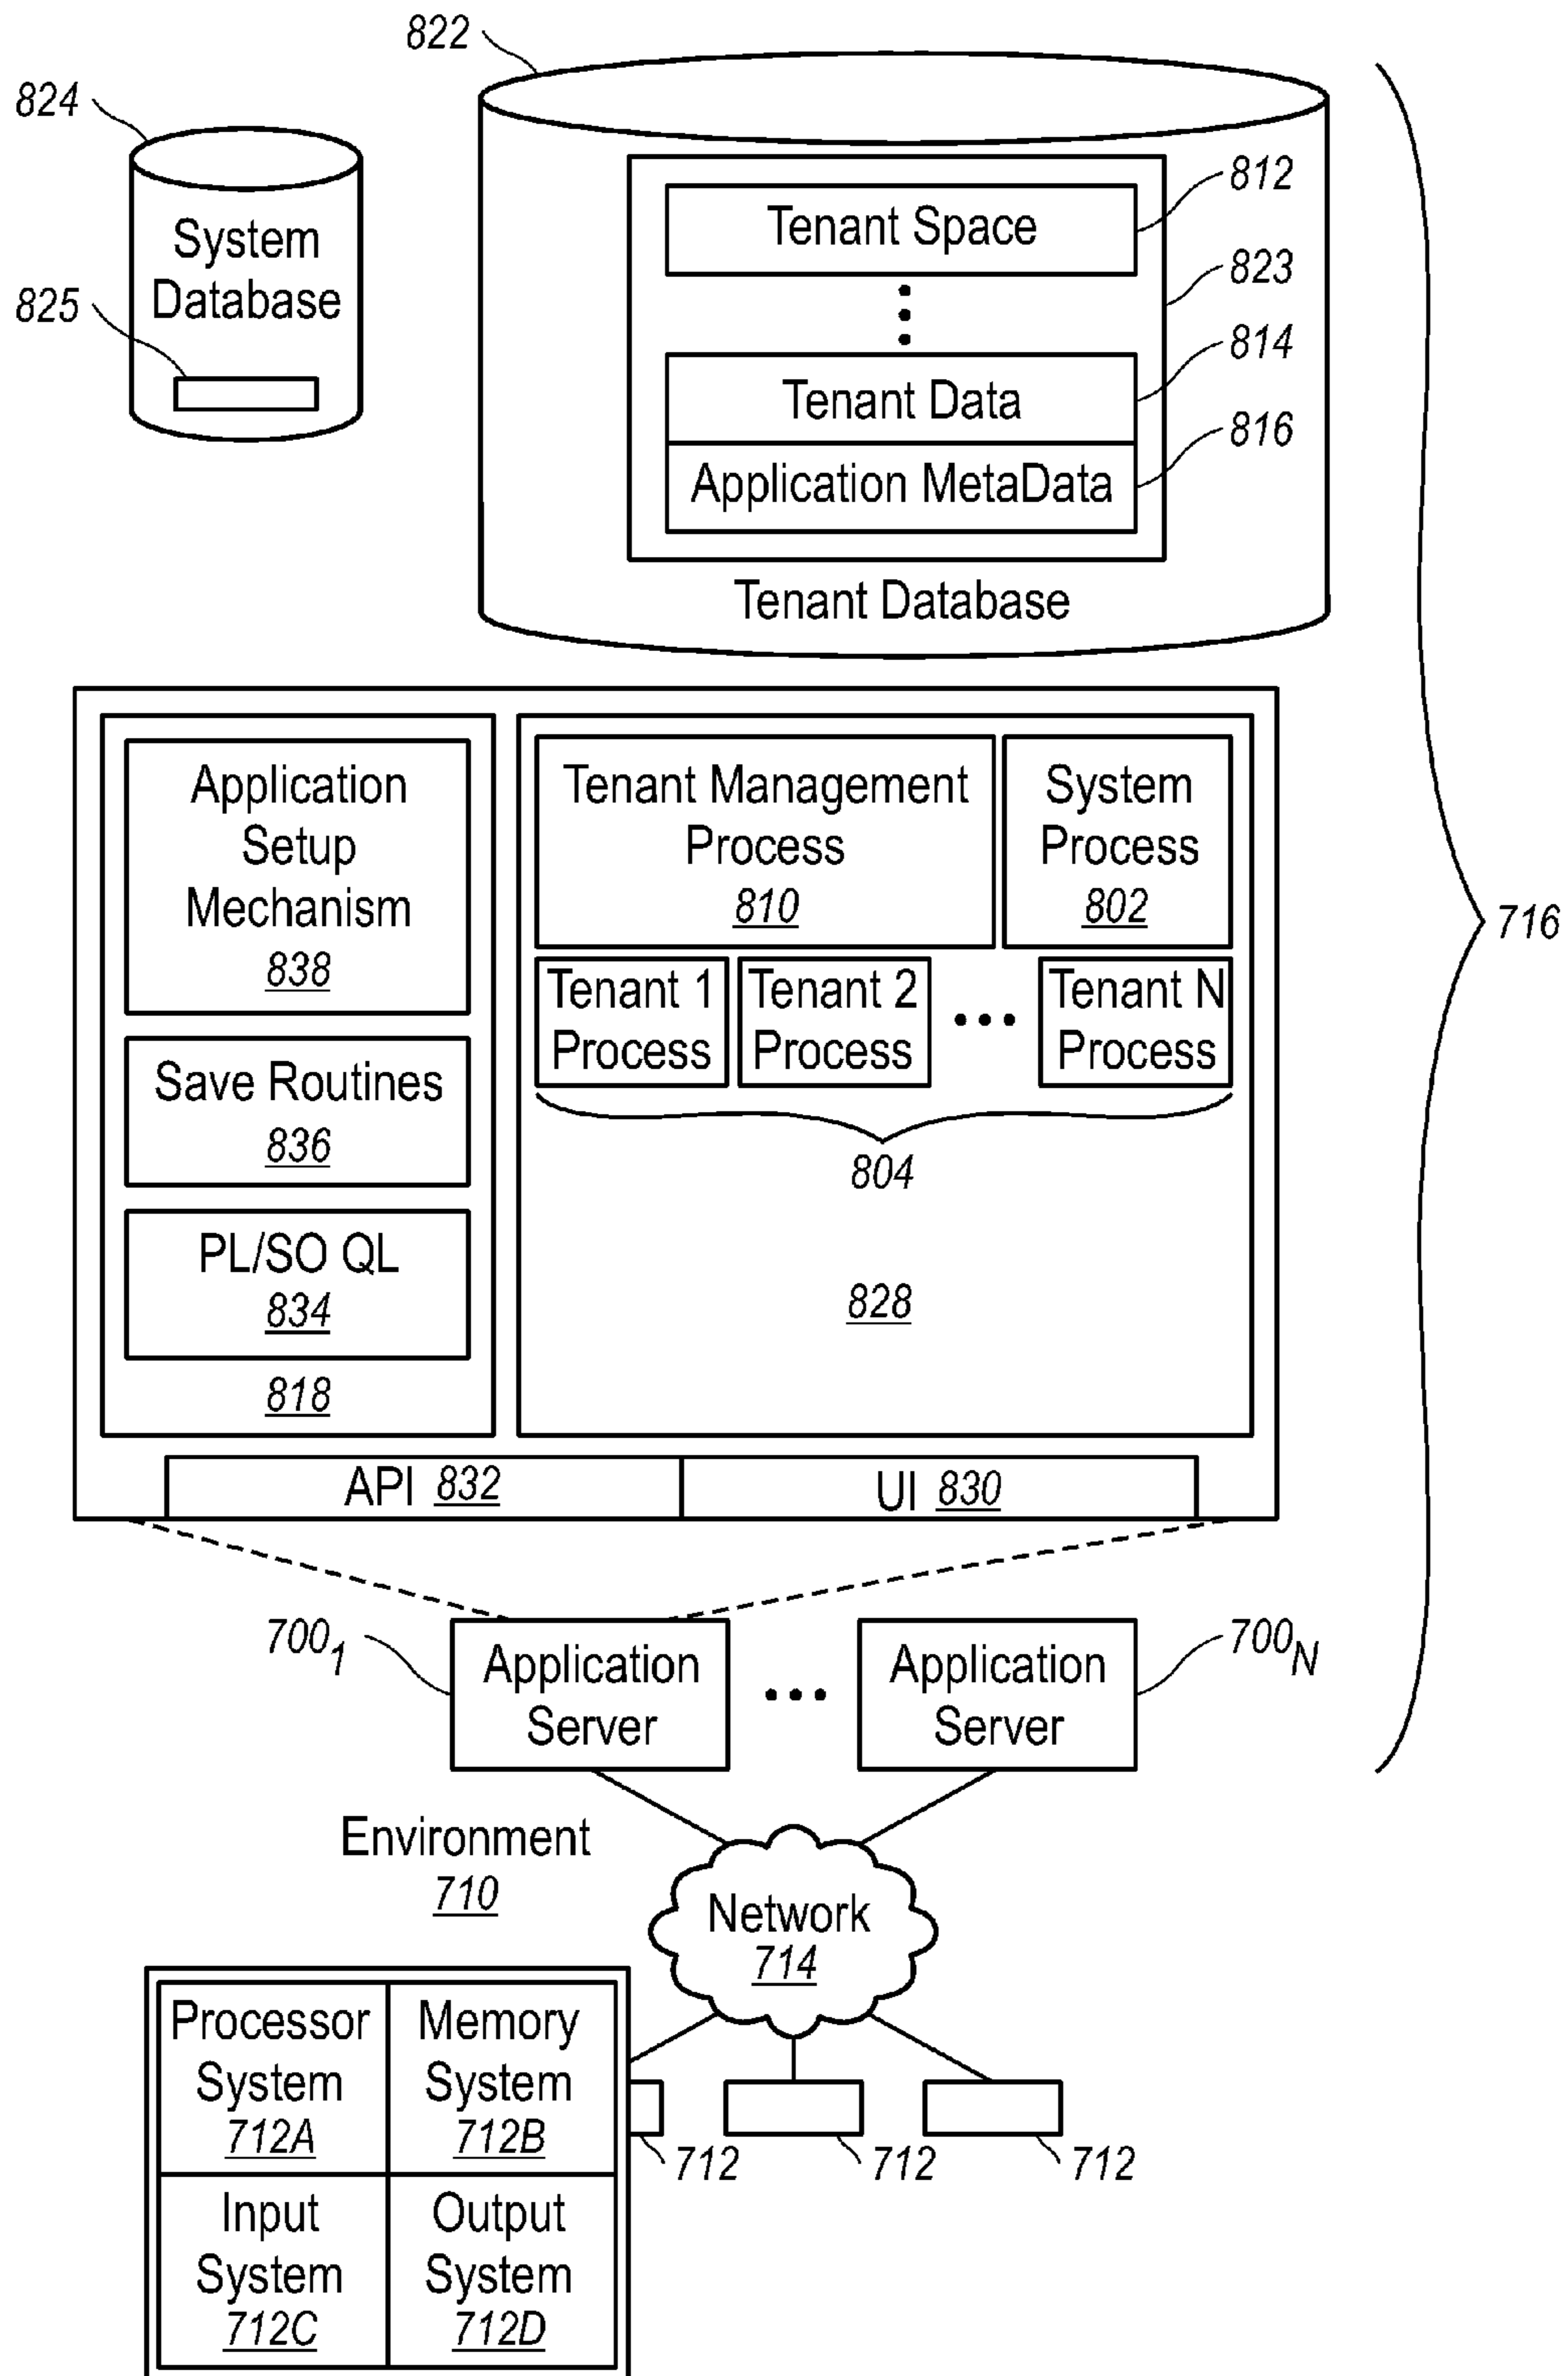 822
824
812
Tenant Space
System
Database
823
825
814
Tenant Data
816
Application MetaData
Tenant Database
Application
Setup
Mechanism
838
Tenant Management
Process
810
System
Process
802
716
Tenant 1
Process
Tenant 2
Process
Tenant N
Process
Save Routines
836
804
PL/SO QL
834
828
818
API 832
UI 830
700₁
Application
Server
Application
Server
700_N
Environment
710
Network
714
Processor
System
712A
Memory
System
712B
712
712
712
Input
System
712C
Output
System
712D